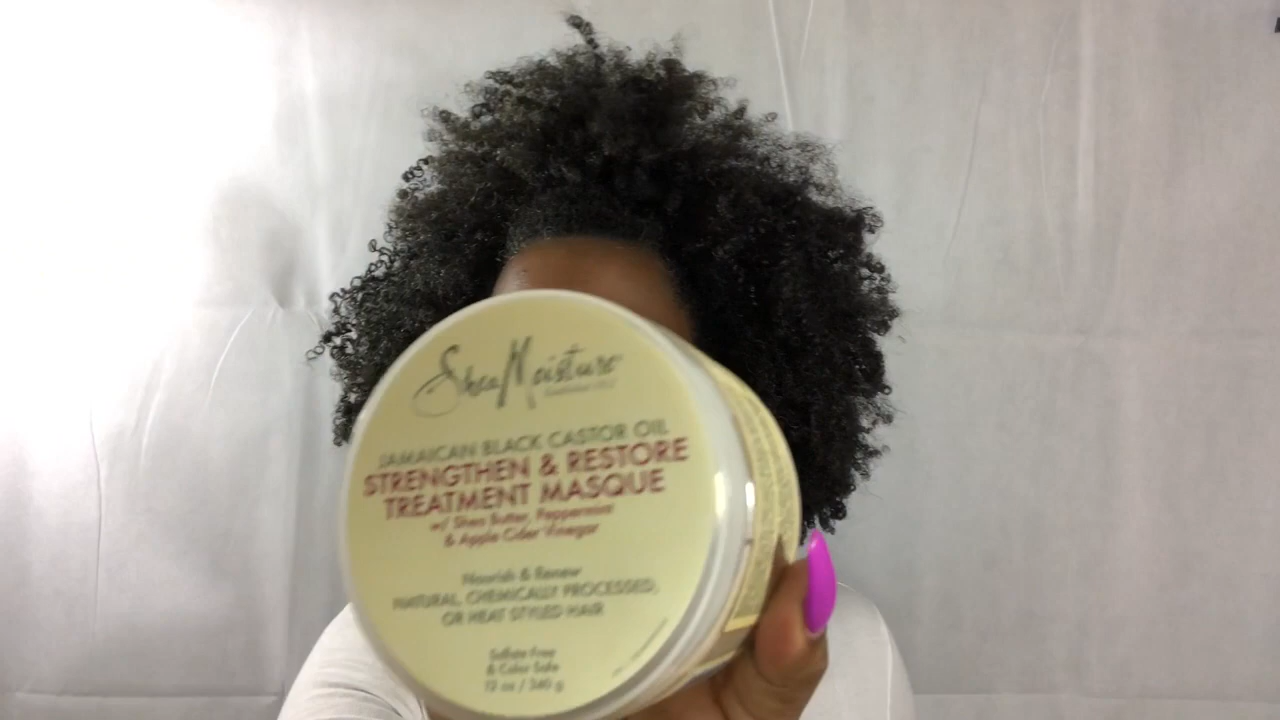 SheaMoisture
JAMAICAN BLACK CASTOR OIL
STRENGTHEN & RESTORE
TREATMENT MASQUE
w/ Shea Butter, Peppermint
& Apple Cider Vinegar
Nourish & Renew
NATURAL, CHEMICALLY PROCESSED,
OR HEAT STYLED HAIR
Sulfate Free
& Color Safe
12 oz / 340 g